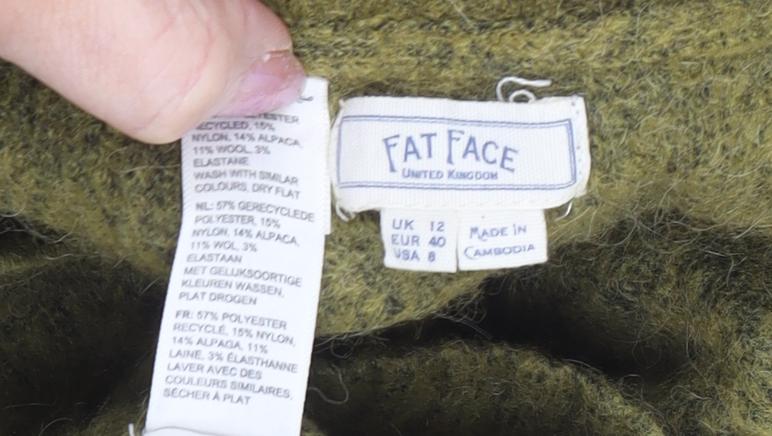 RECYCLED, 15%
NYLON, 14% ALPACA,
11% WOOL, 3%
ELASTANE
WASH WITH SIMILAR
COLOURS, DRY FLAT
NL: 57% GERECYCLEDE
POLYESTER, 15%
NYLON, 14% ALPACA,
11% WOL, 3%
ELASTAAN
MET GELIJKSOORTIGE
KLEUREN WASSEN,
PLAT DROGEN
FR: 57% POLYESTER
RECYCLÉ, 15% NYLON,
14% ALPAGA, 11%
LAINE, 3% ÉLASTHANNE
LAVER AVEC DES
COULEURS SIMILAIRES,
SÉCHER À PLAT
FAT FACE
UNITED KINGDOM
UK 12
EUR 40
USA 8
MADE IN
CAMBODIA